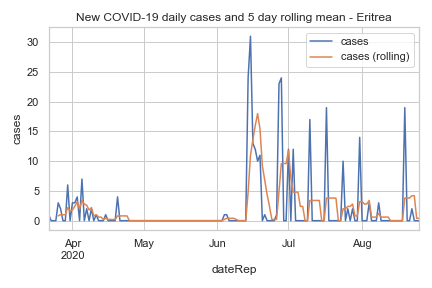 New COVID-19 daily cases and 5 day rolling mean - Eritrea
cases
cases (rolling)
30
25
20
15
10
5
0
cases
Apr
2020
May
Jun
Jul
Aug
dateRep